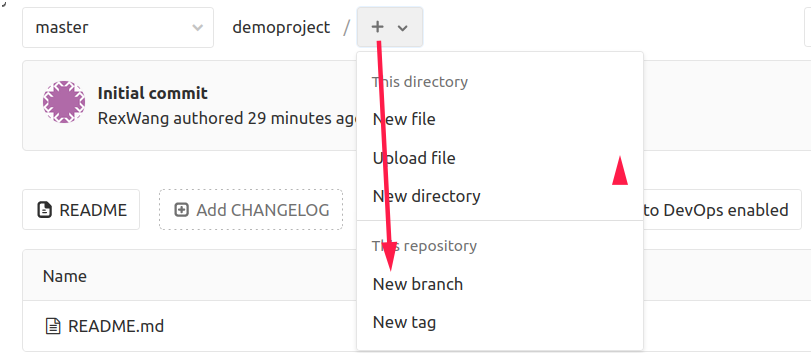 master demoproject / +
This directory
Initial commit
RexWang authored 29 minutes ago
New file
Upload file
New directory
README Add CHANGELOG to DevOps enabled
This repository
Name
New branch
README.md
New tag